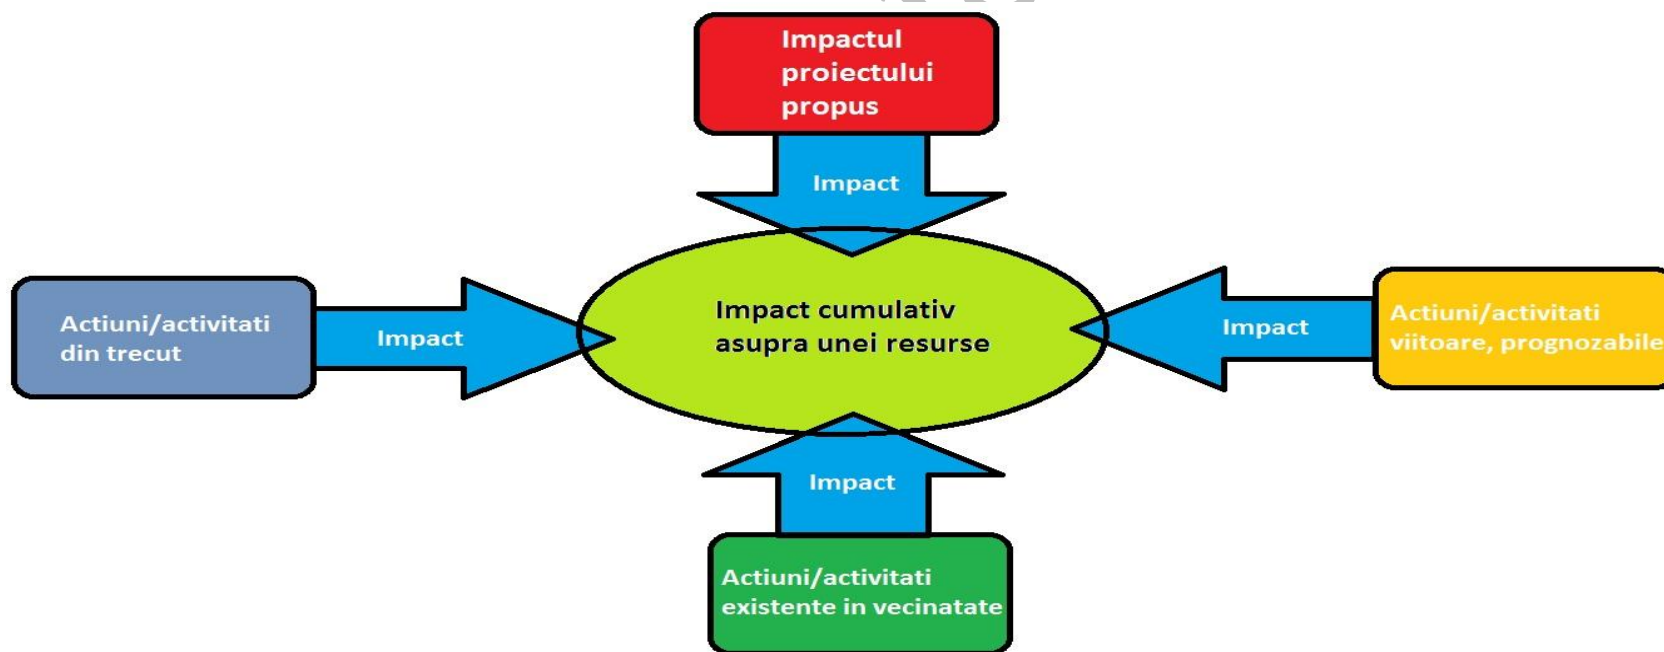 Impactul
proiectului
propus
Impact
Actiuni/activitati
din trecut
Impact
Impact cumulativ
asupra unei resurse
Impact
Actiuni/activitati
viitoare, prognozabile
Impact
Actiuni/activitati
existente in vecinatate